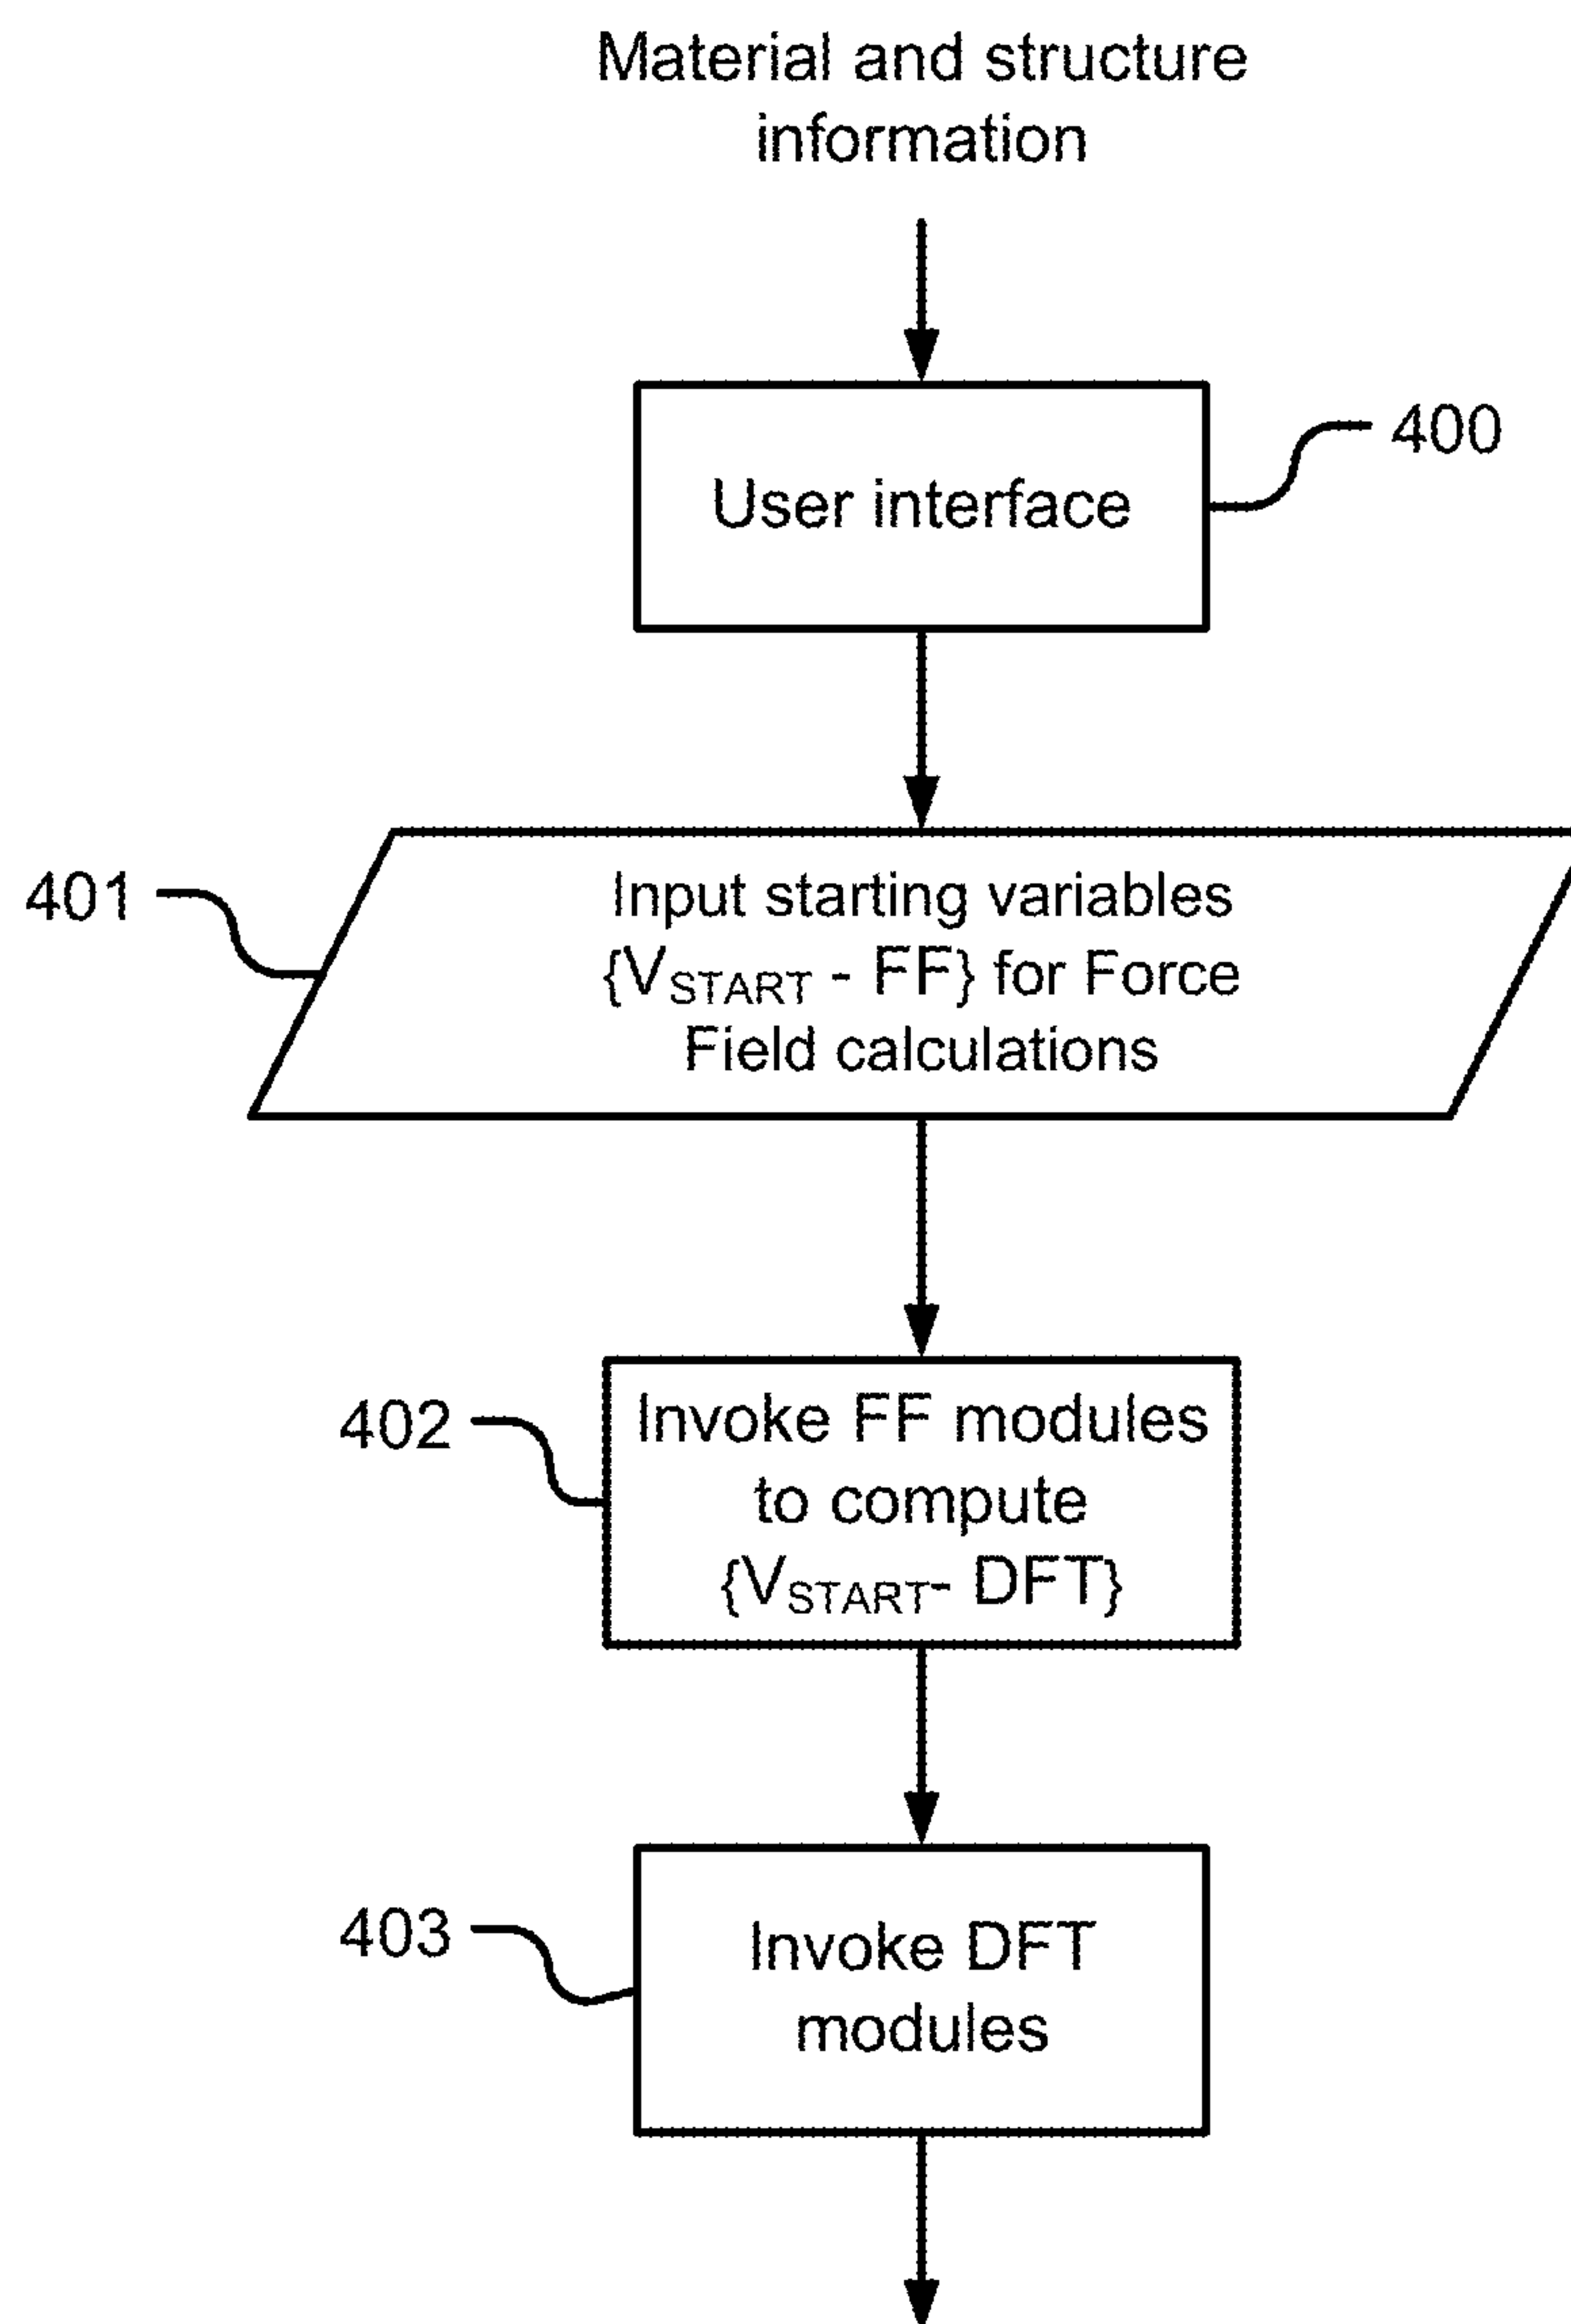 Material and structure
information
400
User interface
401
Input starting variables
{VSTART - FF} for Force
Field calculations
402
Invoke FF modules
to compute
{VSTART- DFT}
403
Invoke DFT
modules